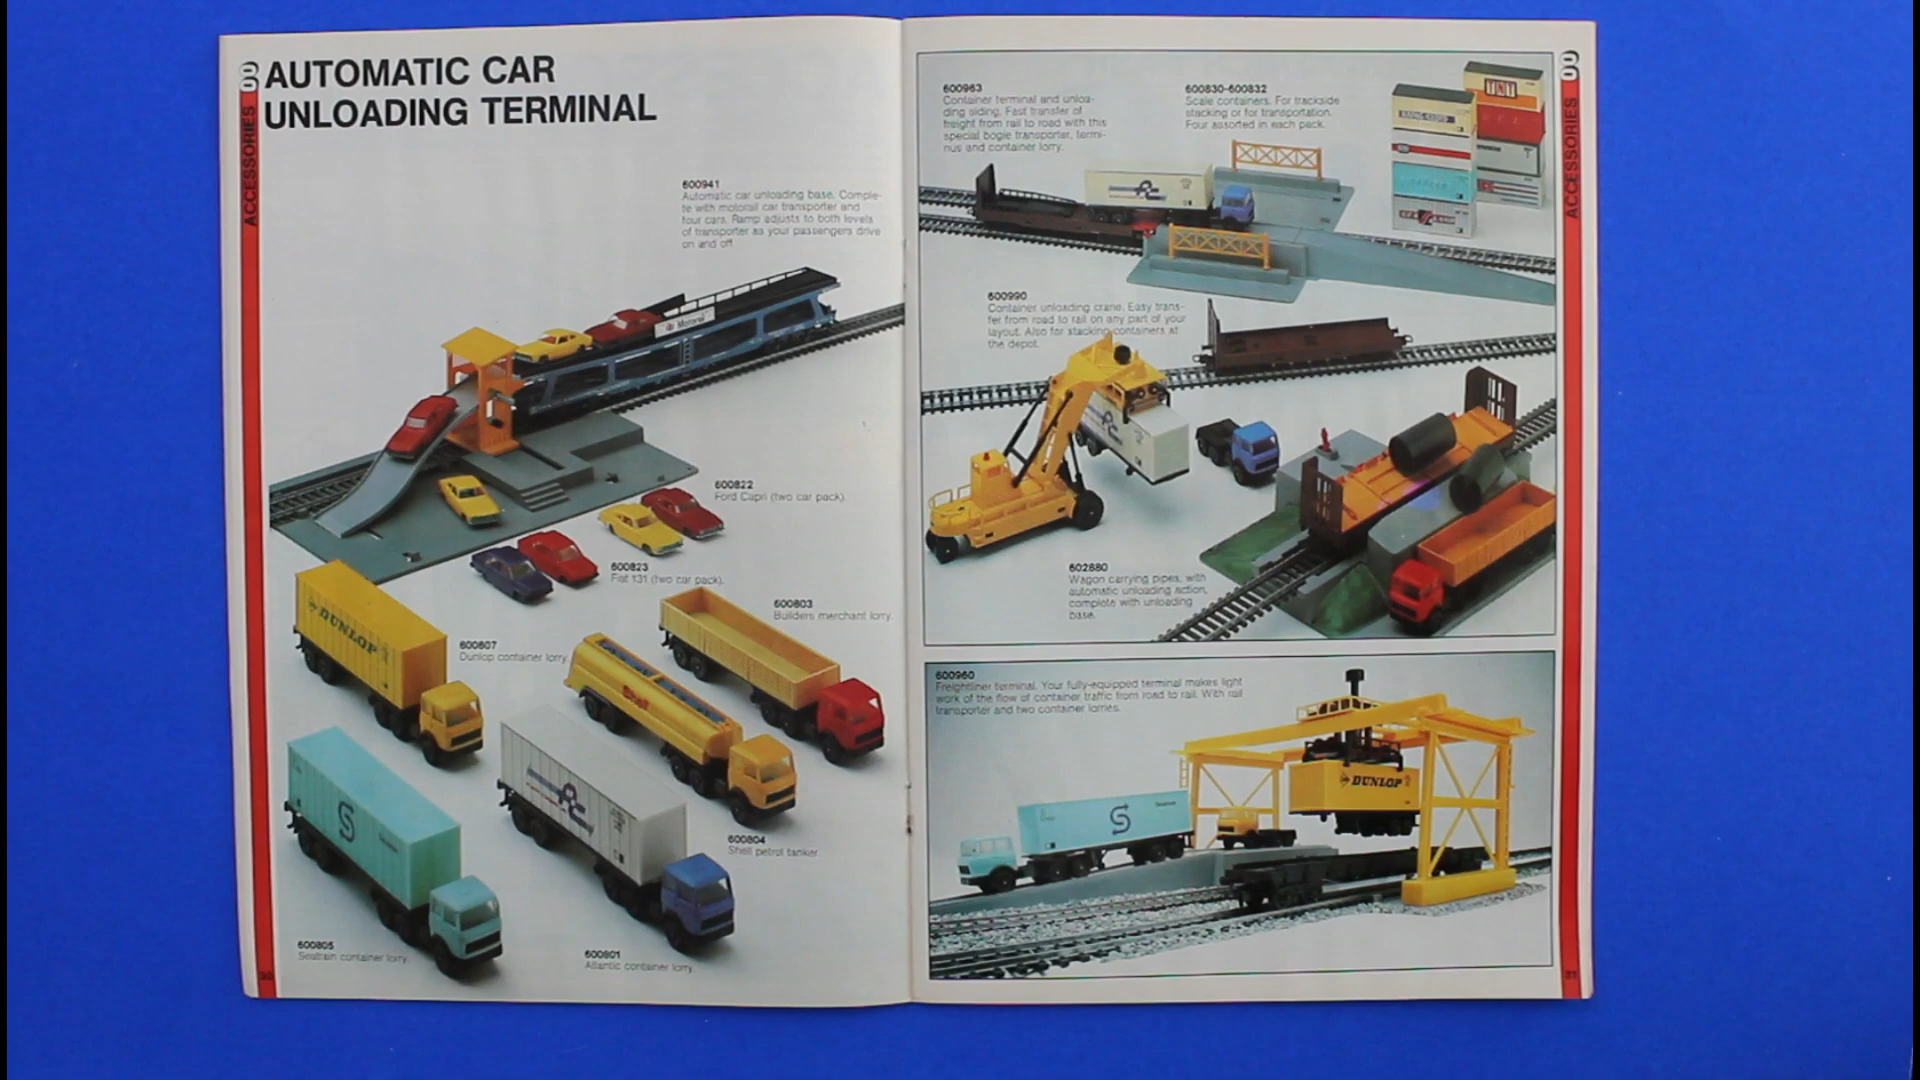 AUTOMATIC CAR
UNLOADING TERMINAL
00
ACCESSORIES
600941
Automatic car unloading base. Comple-
te with motorail car transporter and
four cars. Ramp adjusts to both levels
of transporter as your passengers drive
on and off.
Motorail
600822
Ford Capri (two car pack).
600823
Fiat 131 (two car pack).
600803
Builders merchant lorry.
DUNLOP
600807
Dunlop container lorry.
Shell
600804
Shell petrol tanker.
600805
Seatrain container lorry.
600801
Atlantic container lorry.
30
600963
Container terminal and unloa-
ding siding. Fast transfer of
freight from rail to road with this
special bogie transporter, termi-
nus and container lorry.
600830-600832
Scale containers. For trackside
stacking or for transportation.
Four assorted in each pack.
TNT
00
ACCESSORIES
600990
Container unloading crane. Easy trans-
fer from road to rail on any part of your
layout. Also for stacking containers at
the depot.
602880
Wagon carrying pipes, with
automatic unloading action,
complete with unloading
base.
600960
Freightliner terminal. Your fully-equipped terminal makes light
work of the flow of container traffic from road to rail. With rail
transporter and two container lorries.
DUNLOP
31